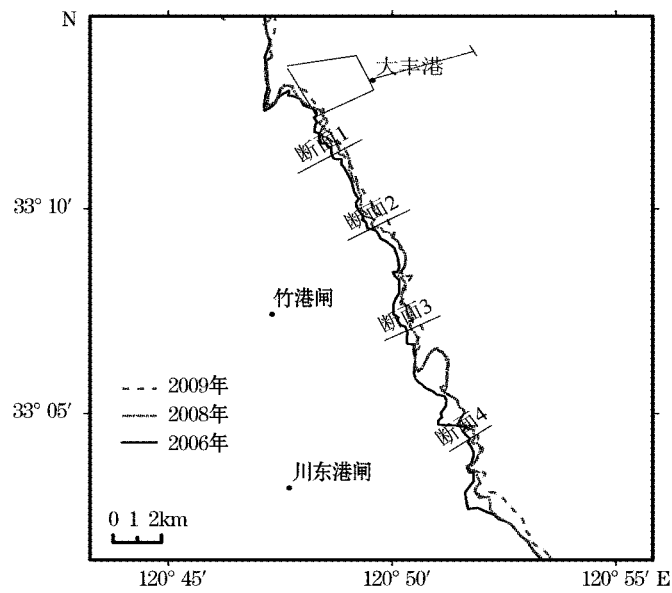 N
大丰港
断面1
33° 10′
断面2
竹港闸
断面3
2009年
2008年
33° 05′
2006年
断面4
川东港闸
0 1 2km
120° 45′
120° 50′
120° 55′ E